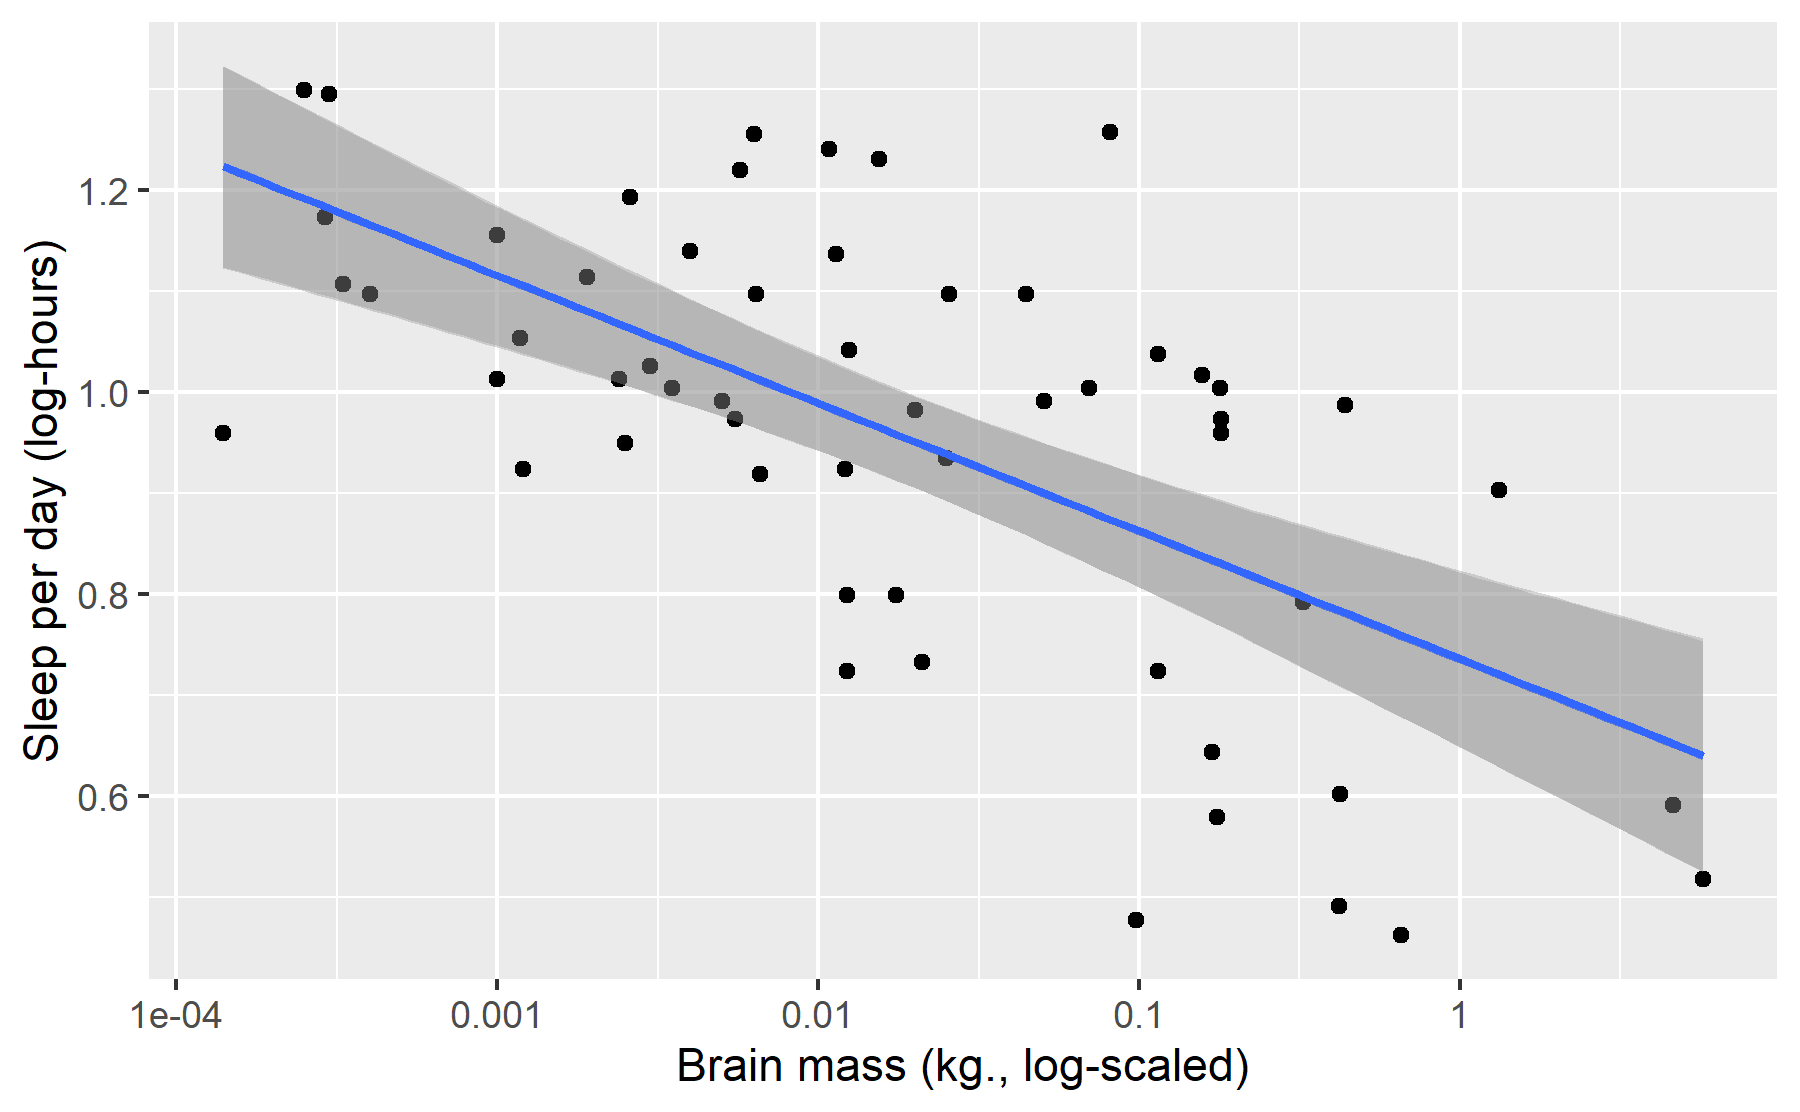 Sleep per day (log-hours)
1.2
1.0
0.8
0.6
1e-04 0.001 0.01 0.1 1
Brain mass (kg., log-scaled)